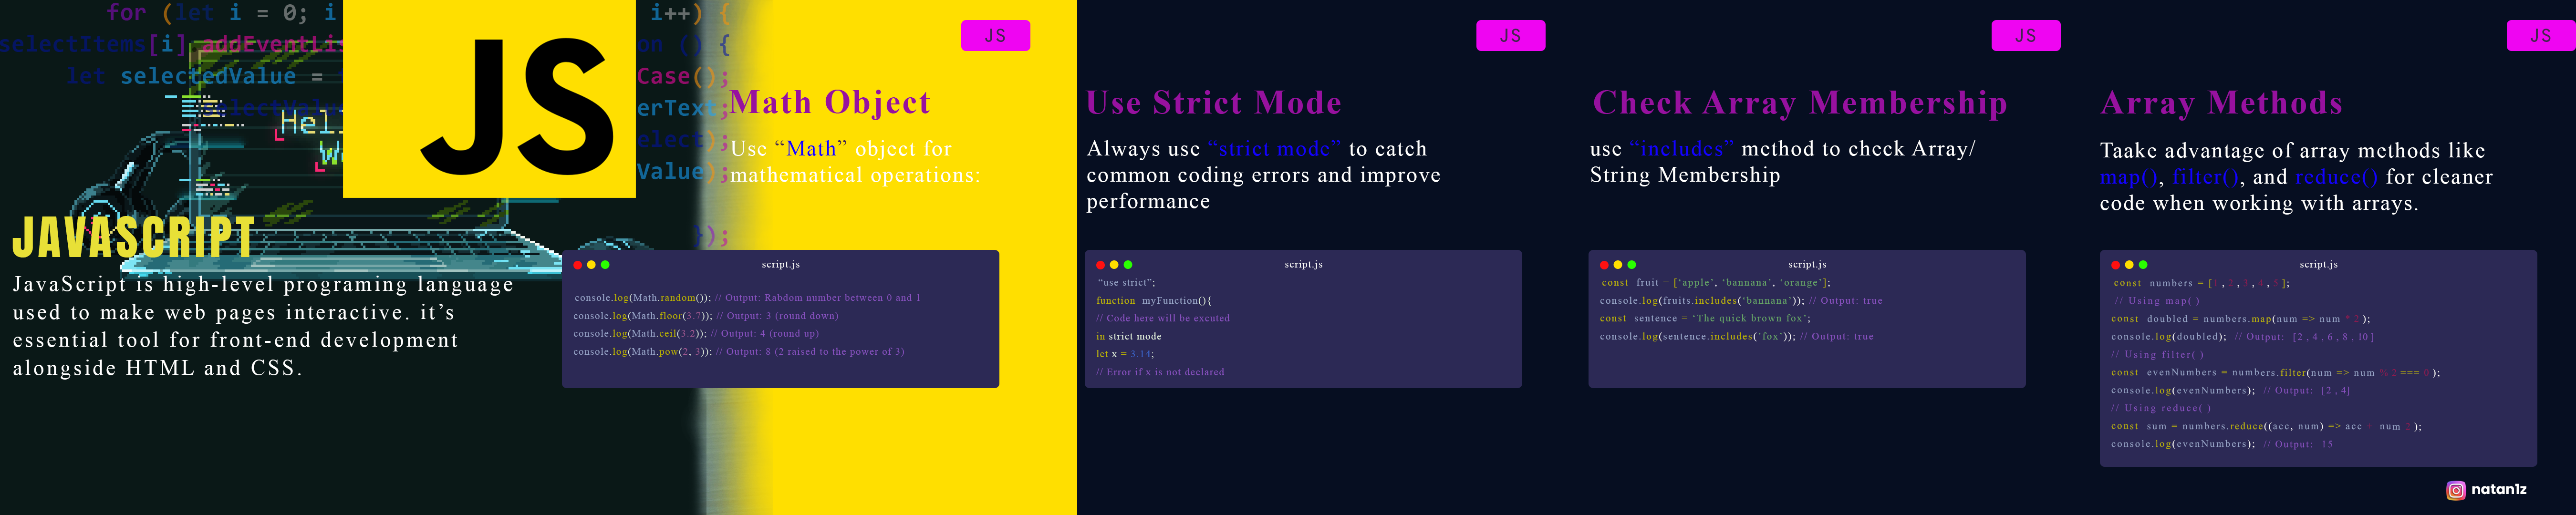 for (let i = 0; i
i++) {
selectItems[i].addEventLis
on () {
let selectedValue =
Case();
selectVal
erText;
elect);
Value);
});
Hel
W
JS
JAVASCRIPT
JavaScript is high-level programing language
used to make web pages interactive. it’s
essential tool for front-end development
alongside HTML and CSS.
JS
Math Object
Use “Math” object for
mathematical operations:
script.js
console.log(Math.random()); // Output: Rabdom number between 0 and 1
console.log(Math.floor(3.7)); // Output: 3 (round down)
console.log(Math.ceil(3.2)); // Output: 4 (round up)
console.log(Math.pow(2, 3)); // Output: 8 (2 raised to the power of 3)
JS
Use Strict Mode
Always use “strict mode” to catch
common coding errors and improve
performance
script.js
“use strict”;
function myFunction(){
// Code here will be excuted
in strict mode
let x = 3.14;
// Error if x is not declared
JS
Check Array Membership
use “includes” method to check Array/
String Membership
script.js
const fruit = [‘apple’, ‘bannana’, ‘orange’];
console.log(fruits.includes(‘bannana’)); // Output: true
const sentence = ‘The quick brown fox’;
console.log(sentence.includes(‘fox’)); // Output: true
JS
Array Methods
Taake advantage of array methods like
map(), filter(), and reduce() for cleaner
code when working with arrays.
script.js
const numbers = [1 , 2 , 3 , 4 , 5 ];
// Using map( )
const doubled = numbers.map(num => num * 2 );
console.log(doubled); // Output: [2 , 4 , 6 , 8 , 10 ]
// Using filter( )
const evenNumbers = numbers.filter(num => num % 2 === 0 );
console.log(evenNumbers); // Output: [2 , 4]
// Using reduce( )
const sum = numbers.reduce((acc, num) => acc + num 2 );
console.log(evenNumbers); // Output: 15
natan1z